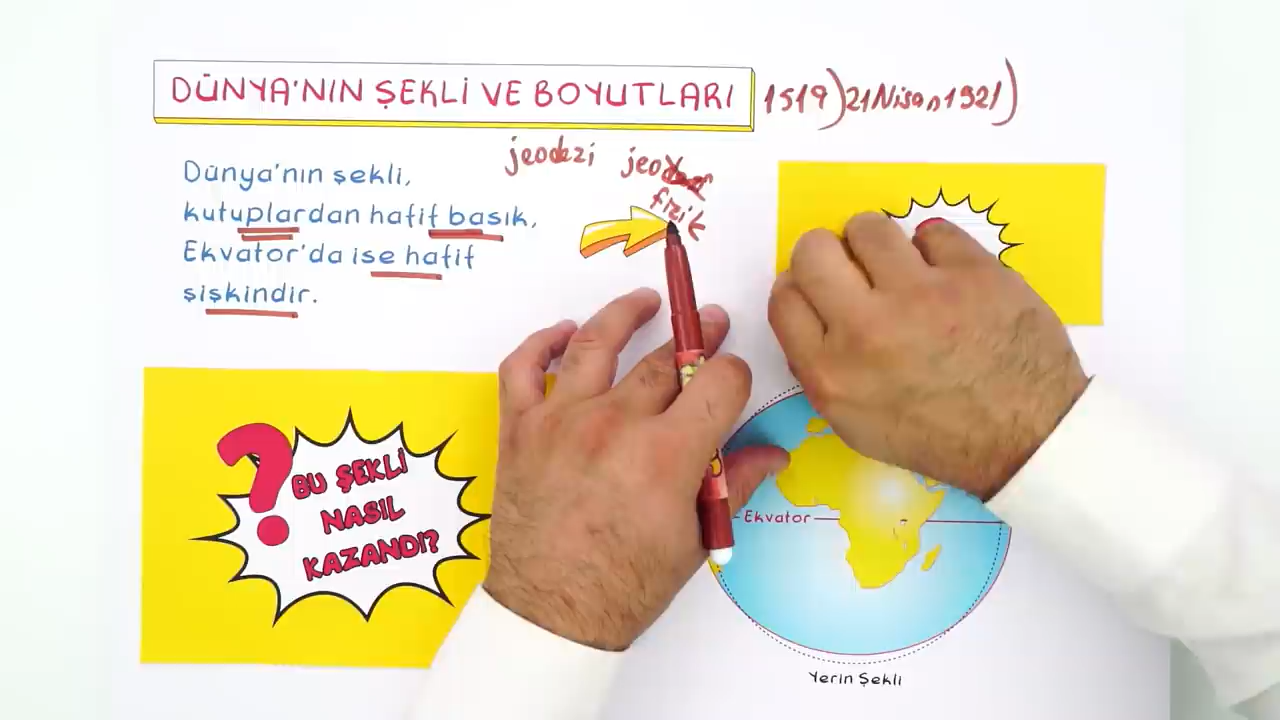 DÜNYA'NIN ŞEKLİ VE BOYUTLARI
1519) 21 Nisan 1921)
jeodezi jeo
fizik
Dünya'nın şekli,
kutuplardan hafif basık,
Ekvator'da ise hafif
şişkindir.
BU ŞEKLİ
NASIL
KAZANDI?
Ekvator
Yerin Şekli